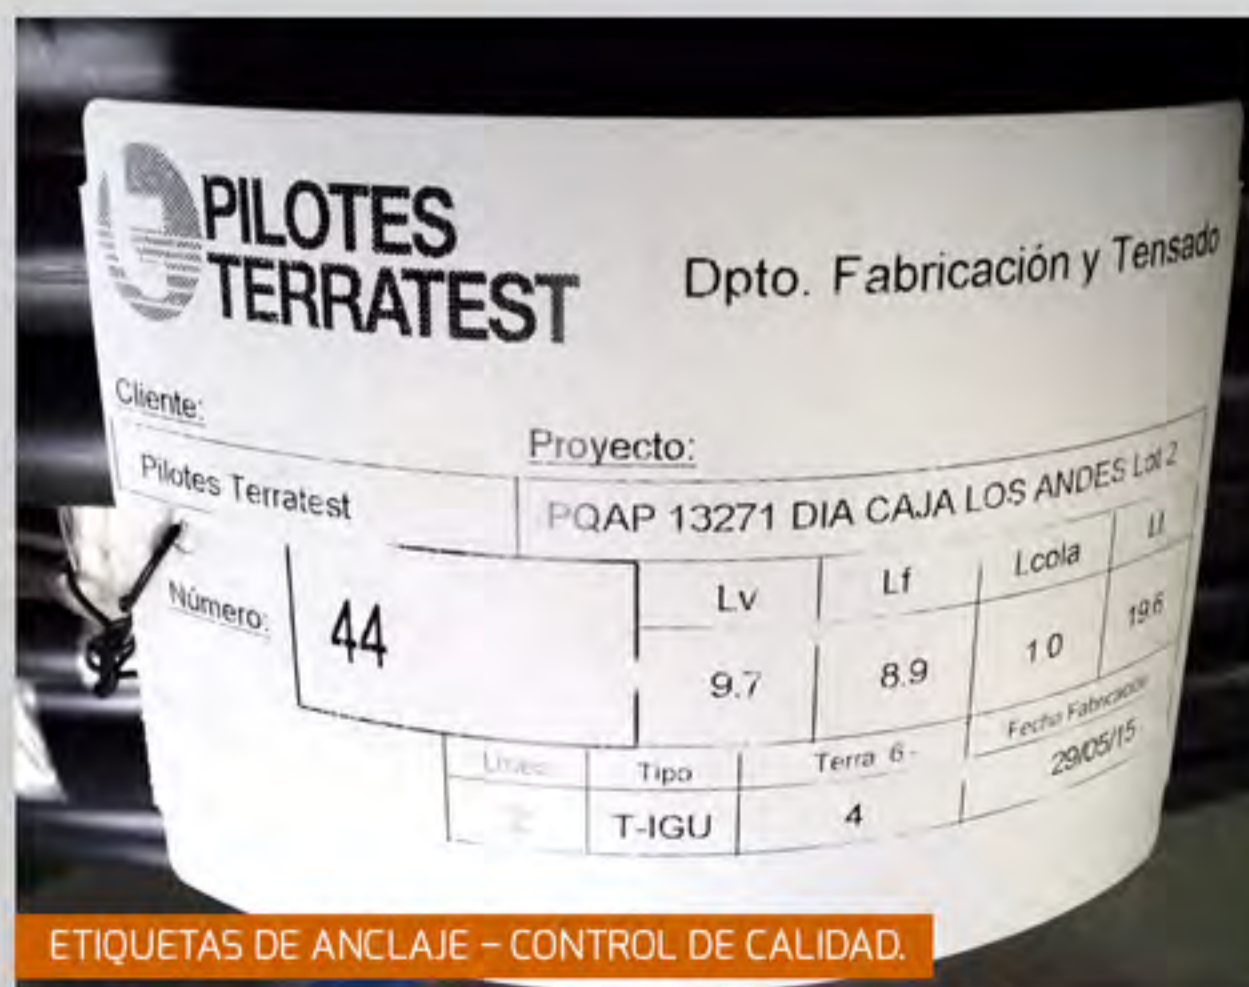 PILOTES
TERRATEST
Dpto. Fabricación y Tensado
Cliente:
Proyecto:
Pilotes Terratest
PQAP 13271 DIA CAJA LOS ANDES Lot 2
Número:
44
Lv Lf Lcola Lt
9.7 8.9 1.0 19.6
Tipo Terra 6- Fecha Fabricación
T-IGU 4 29/05/15
ETIQUETAS DE ANCLAJE – CONTROL DE CALIDAD.